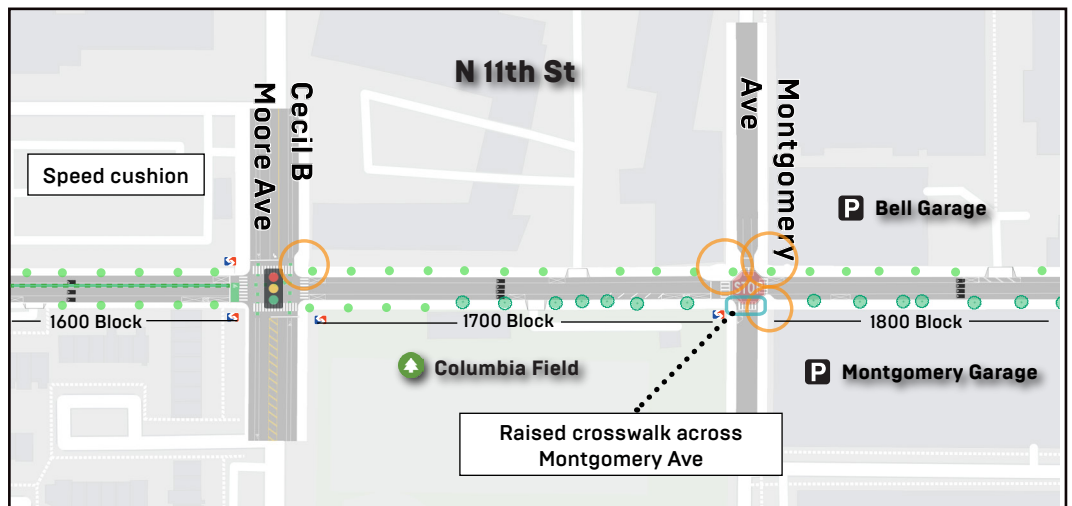 N 11th St
Cecil B
Moore Ave
Montgomery
Ave
Speed cushion
P Bell Garage
STOP
1600 Block
1700 Block
1800 Block
Columbia Field
P Montgomery Garage
Raised crosswalk across
Montgomery Ave